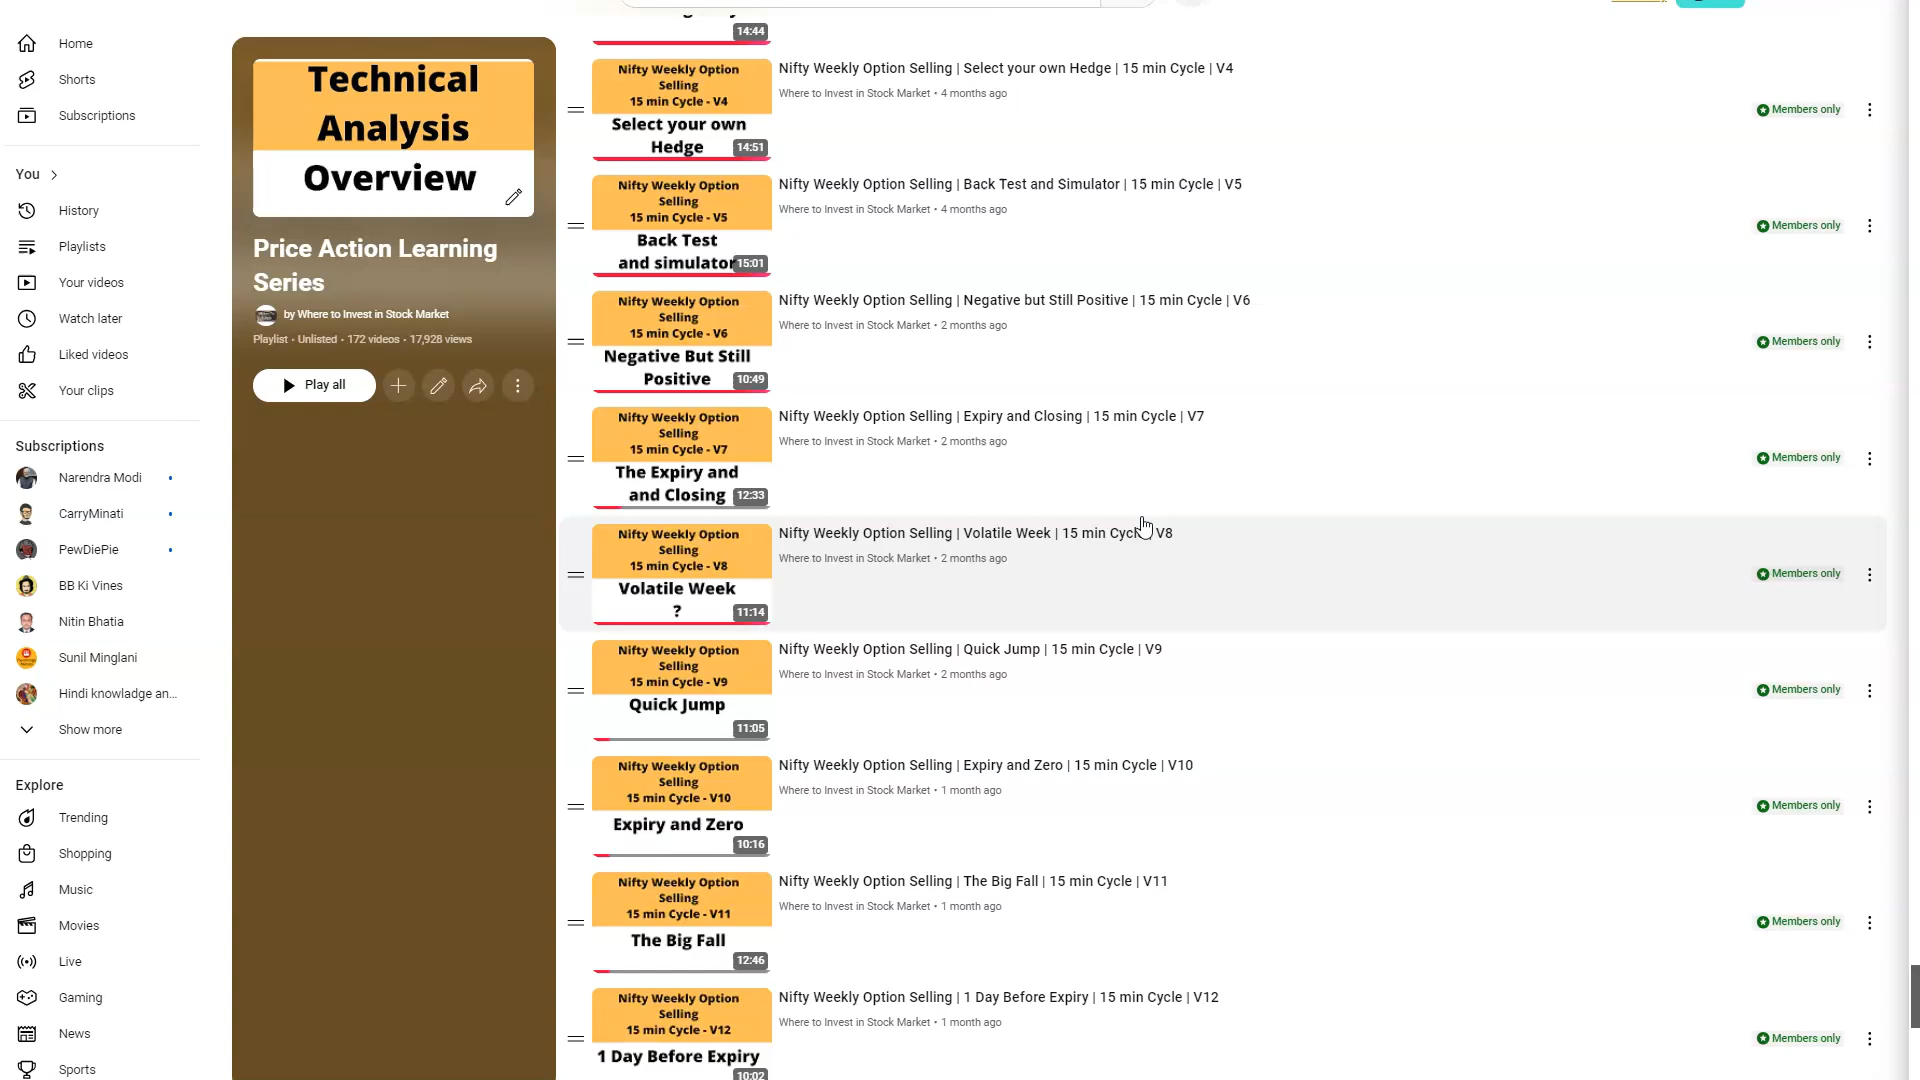 Home
Shorts
Subscriptions
You
History
Playlists
Your videos
Watch later
Liked videos
Your clips
Subscriptions
Narendra Modi
CarryMinati
PewDiePie
BB Ki Vines
Nitin Bhatia
Sunil Minglani
Hindi knowladge an...
Show more
Explore
Trending
Shopping
Music
Movies
Live
Gaming
News
Sports
Technical
Analysis
Overview
Price Action Learning
Series
by Where to Invest in Stock Market
Playlist • Unlisted • 172 videos • 17,928 views
Play all
14:44
Nifty Weekly Option
Selling
15 min Cycle - V4
Select your own
Hedge
14:51
Nifty Weekly Option Selling | Select your own Hedge | 15 min Cycle | V4
Where to Invest in Stock Market • 4 months ago
Members only
Nifty Weekly Option
Selling
15 min Cycle - V5
Back Test
and simulator
15:01
Nifty Weekly Option Selling | Back Test and Simulator | 15 min Cycle | V5
Where to Invest in Stock Market • 4 months ago
Members only
Nifty Weekly Option
Selling
15 min Cycle - V6
Negative But Still
Positive
10:49
Nifty Weekly Option Selling | Negative but Still Positive | 15 min Cycle | V6
Where to Invest in Stock Market • 2 months ago
Members only
Nifty Weekly Option
Selling
15 min Cycle - V7
The Expiry and
and Closing
12:33
Nifty Weekly Option Selling | Expiry and Closing | 15 min Cycle | V7
Where to Invest in Stock Market • 2 months ago
Members only
Nifty Weekly Option
Selling
15 min Cycle - V8
Volatile Week
?
11:14
Nifty Weekly Option Selling | Volatile Week | 15 min Cycle V8
Where to Invest in Stock Market • 2 months ago
Members only
Nifty Weekly Option
Selling
15 min Cycle - V9
Quick Jump
11:05
Nifty Weekly Option Selling | Quick Jump | 15 min Cycle | V9
Where to Invest in Stock Market • 2 months ago
Members only
Nifty Weekly Option
Selling
15 min Cycle - V10
Expiry and Zero
10:16
Nifty Weekly Option Selling | Expiry and Zero | 15 min Cycle | V10
Where to Invest in Stock Market • 1 month ago
Members only
Nifty Weekly Option
Selling
15 min Cycle - V11
The Big Fall
12:46
Nifty Weekly Option Selling | The Big Fall | 15 min Cycle | V11
Where to Invest in Stock Market • 1 month ago
Members only
Nifty Weekly Option
Selling
15 min Cycle - V12
1 Day Before Expiry
10:02
Nifty Weekly Option Selling | 1 Day Before Expiry | 15 min Cycle | V12
Where to Invest in Stock Market • 1 month ago
Members only